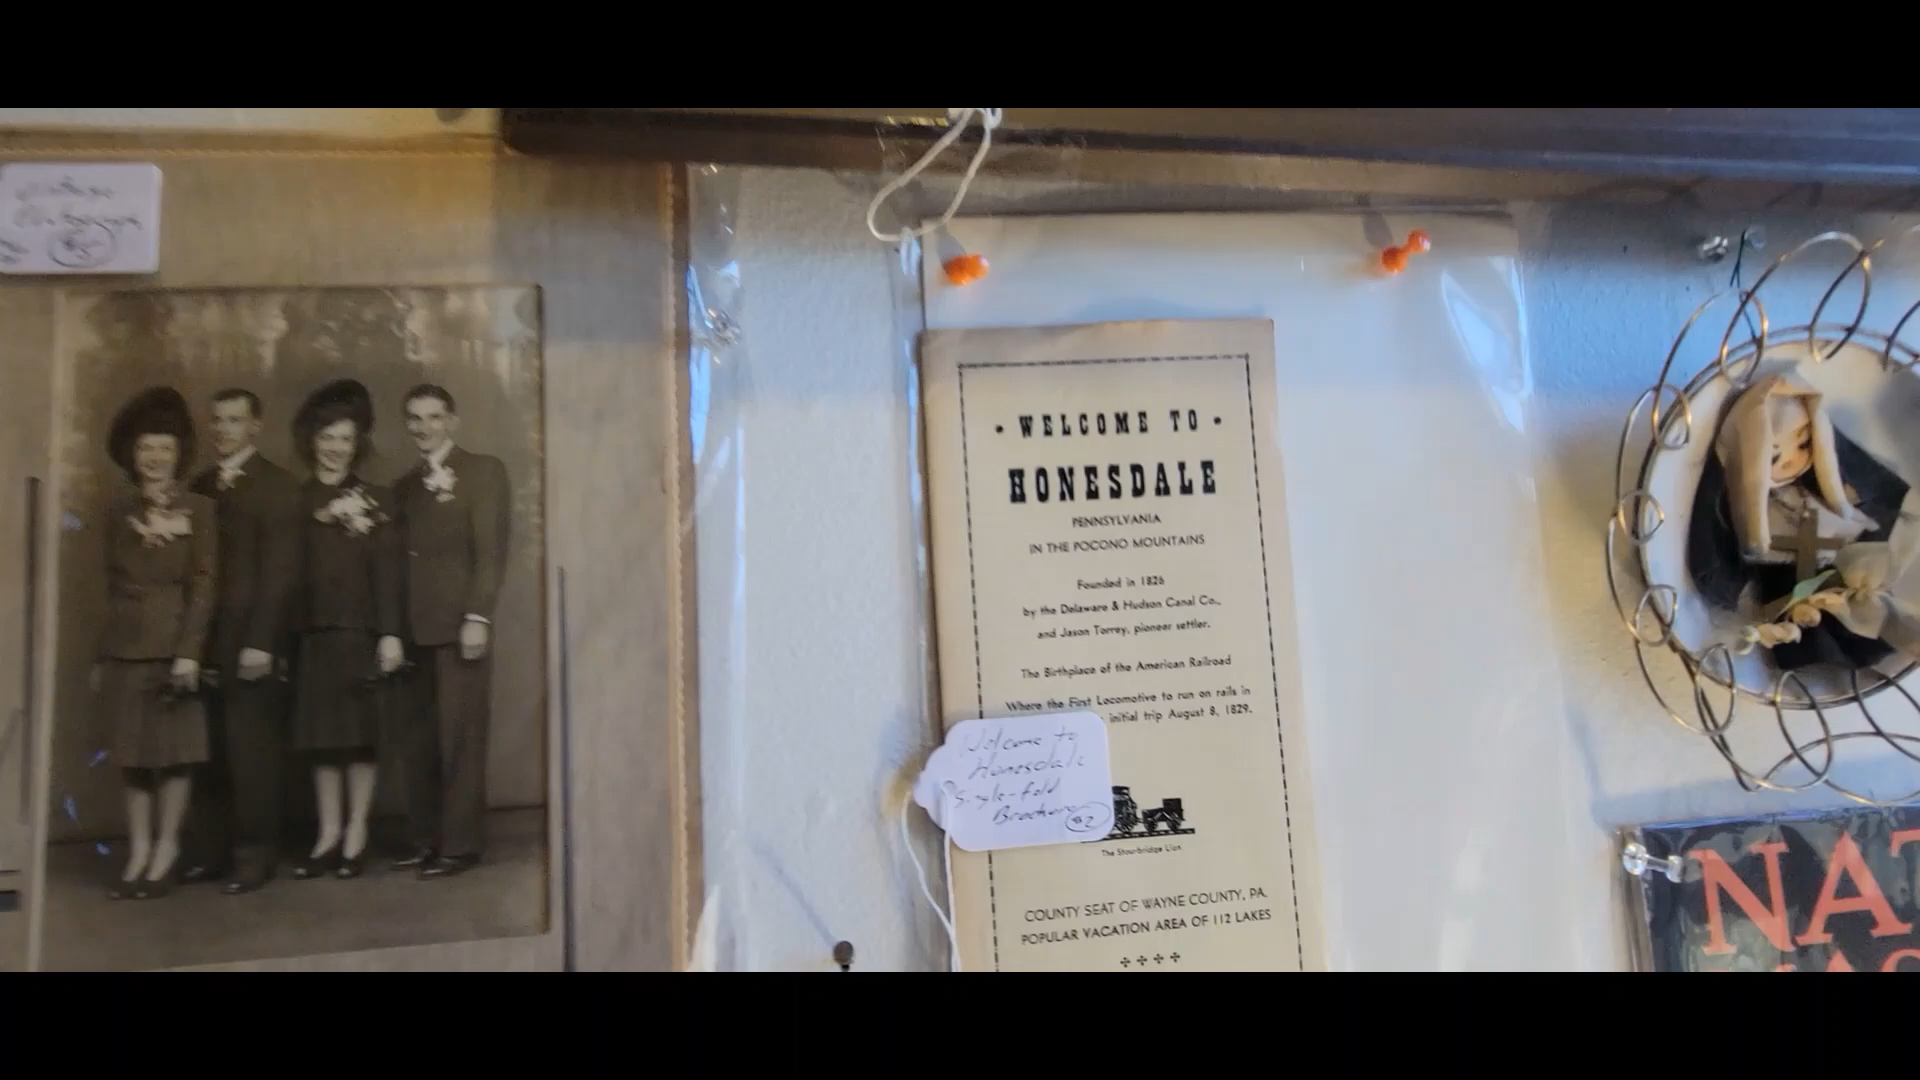 $5
WELCOME TO
HONESDALE
PENNSYLVANIA
IN THE POCONO MOUNTAINS
Founded in 1826
by the Delaware & Hudson Canal Co.,
and Jason Torrey, pioneer settler.
The Birthplace of the American Railroad
Where the First Locomotive to run on rails in
initial trip August 8, 1829.
Welcome to
Honesdale
Single-fold
Brochure $2
The Stourbridge Lion
COUNTY SEAT OF WAYNE COUNTY, PA.
POPULAR VACATION AREA OF 112 LAKES
NAT